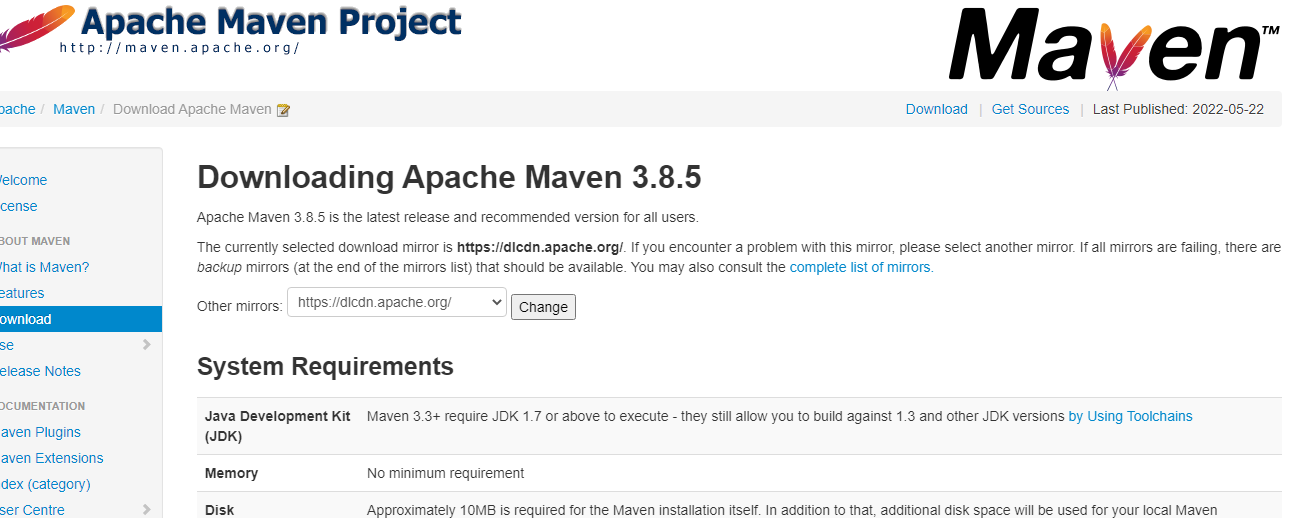 Apache Maven Project
http://maven.apache.org/
Maven™
pache / Maven / Download Apache Maven
Download | Get Sources | Last Published: 2022-05-22
elcome
cense
BOUT MAVEN
hat is Maven?
eatures
ownload
se
elease Notes
OCUMENTATION
aven Plugins
aven Extensions
dex (category)
ser Centre
Downloading Apache Maven 3.8.5
Apache Maven 3.8.5 is the latest release and recommended version for all users.
The currently selected download mirror is https://dlcdn.apache.org/. If you encounter a problem with this mirror, please select another mirror. If all mirrors are failing, there are
backup mirrors (at the end of the mirrors list) that should be available. You may also consult the complete list of mirrors.
Other mirrors: https://dlcdn.apache.org/ Change
System Requirements
Java Development Kit (JDK) Maven 3.3+ require JDK 1.7 or above to execute - they still allow you to build against 1.3 and other JDK versions by Using Toolchains
Memory No minimum requirement
Disk Approximately 10MB is required for the Maven installation itself. In addition to that, additional disk space will be used for your local Maven